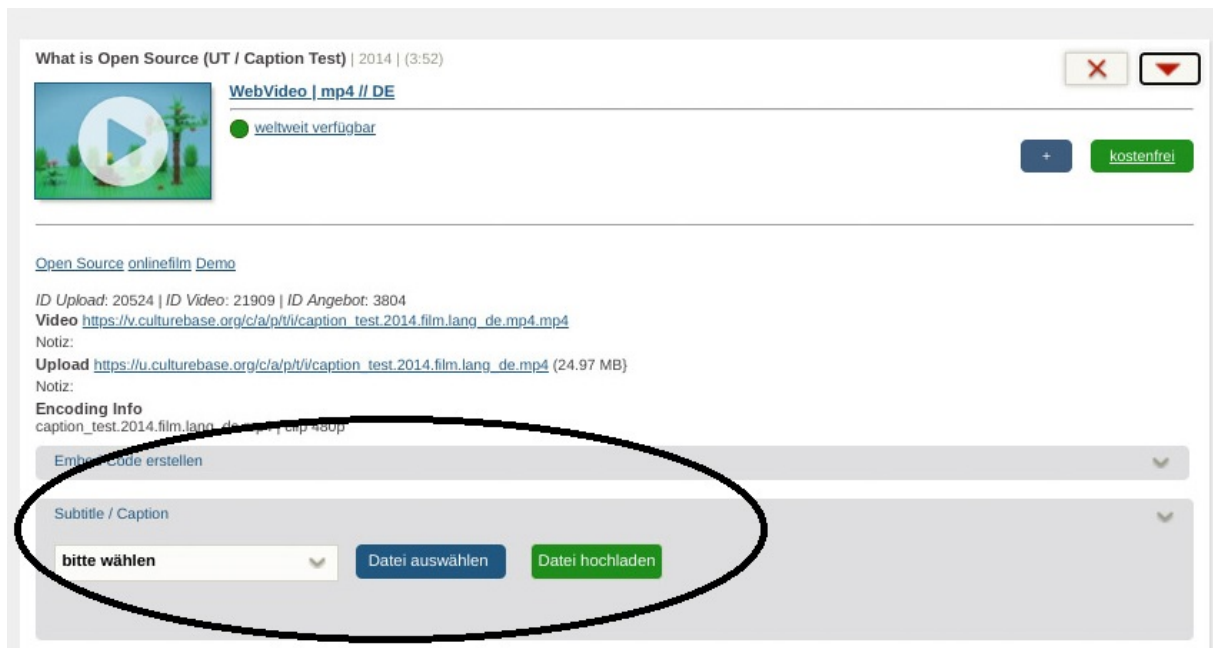 What is Open Source (UT / Caption Test) | 2014 | (3:52)
WebVideo | mp4 // DE
weltweit verfügbar
+
kostenfrei
Open Source onlinefilm Demo
ID Upload: 20524 | ID Video: 21909 | ID Angebot: 3804
Video https://v.culturebase.org/c/a/p/t/i/caption_test.2014.film.lang_de.mp4.mp4
Notiz:
Upload https://u.culturebase.org/c/a/p/t/i/caption_test.2014.film.lang_de.mp4 (24.97 MB}
Notiz:
Encoding Info
caption_test.2014.film.lang_de.mp4 | clip 480p
Embed Code erstellen
Subtitle / Caption
bitte wählen
Datei auswählen
Datei hochladen